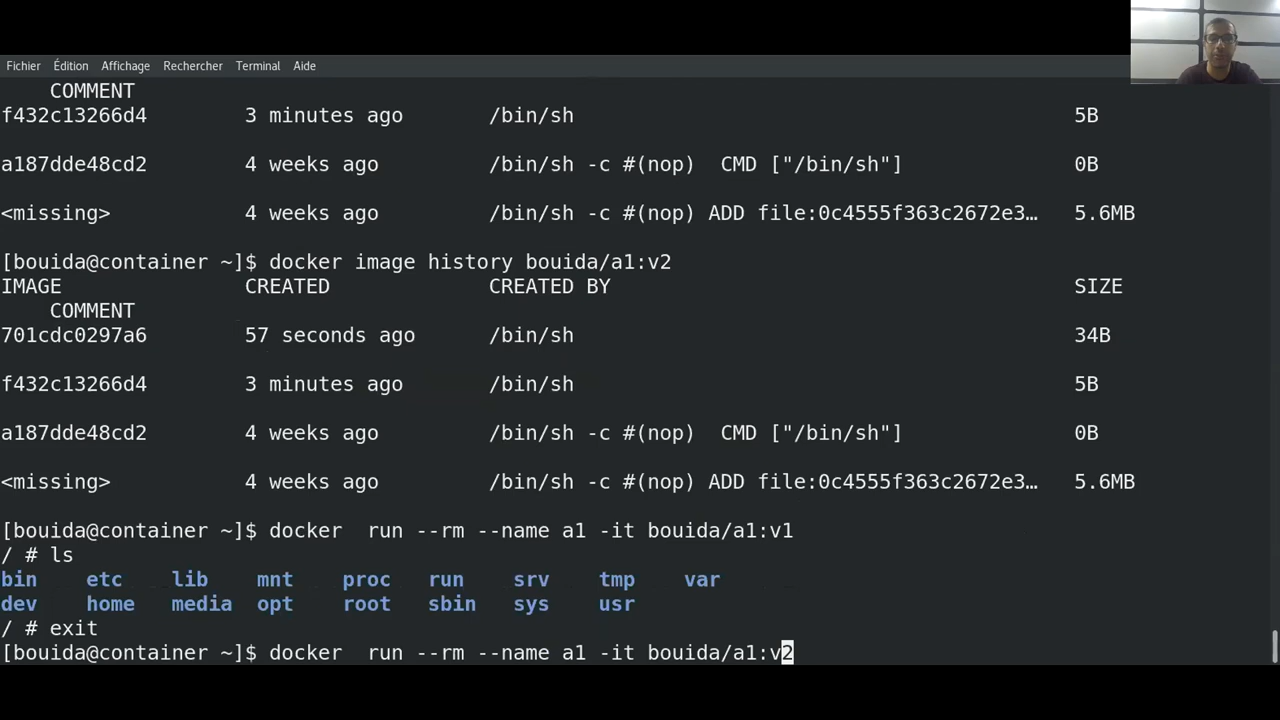 Fichier Édition Affichage Rechercher Terminal Aide
COMMENT
f432c13266d4 3 minutes ago /bin/sh 5B
a187dde48cd2 4 weeks ago /bin/sh -c #(nop)  CMD ["/bin/sh"] 0B
<missing> 4 weeks ago /bin/sh -c #(nop) ADD file:0c4555f363c2672e3… 5.6MB
[bouida@container ~]$ docker image history bouida/a1:v2
IMAGE CREATED CREATED BY SIZE
COMMENT
701cdc0297a6 57 seconds ago /bin/sh 34B
f432c13266d4 3 minutes ago /bin/sh 5B
a187dde48cd2 4 weeks ago /bin/sh -c #(nop)  CMD ["/bin/sh"] 0B
<missing> 4 weeks ago /bin/sh -c #(nop) ADD file:0c4555f363c2672e3… 5.6MB
[bouida@container ~]$ docker  run --rm --name a1 -it bouida/a1:v1
/ # ls
bin etc lib mnt proc run srv tmp var
dev home media opt root sbin sys usr
/ # exit
[bouida@container ~]$ docker  run --rm --name a1 -it bouida/a1:v2